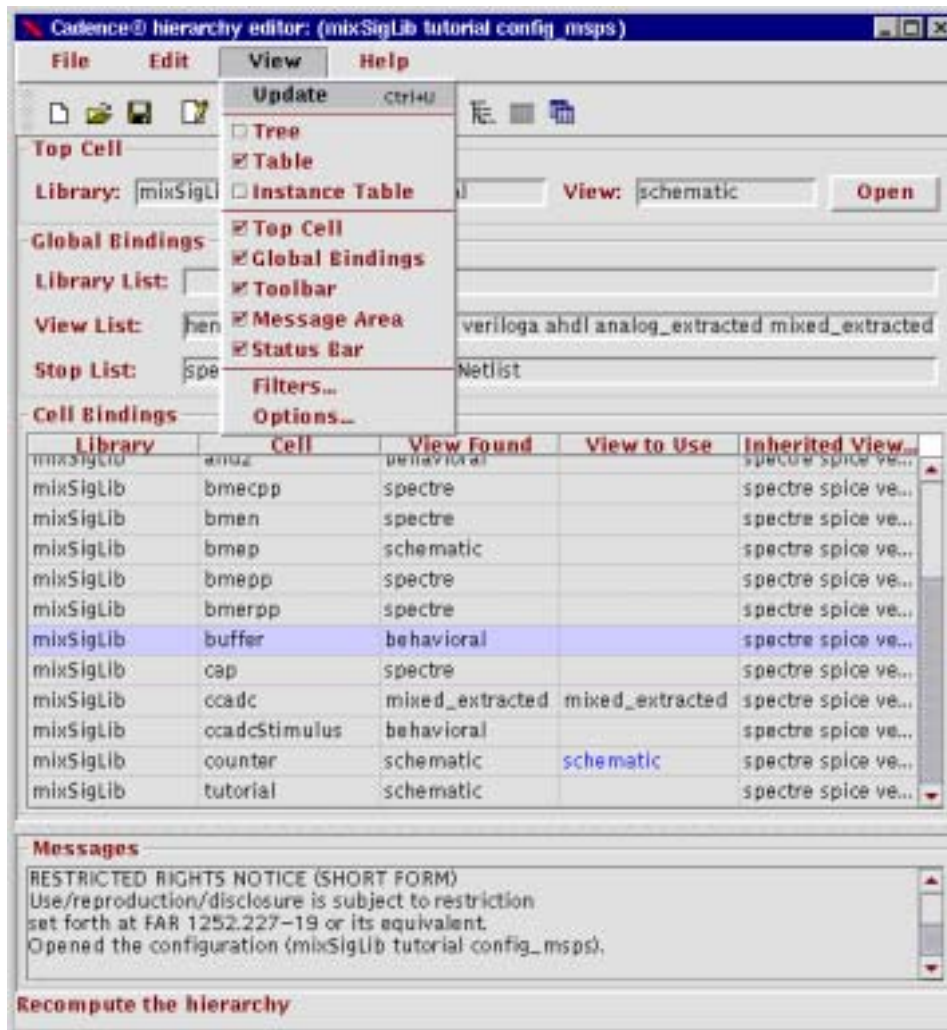 Cadence® hierarchy editor: (mixSigLib tutorial config_msps)
File Edit View Help
Update Ctrl+U
Tree
Table
Instance Table
Top Cell
Global Bindings
Toolbar
Message Area
Status Bar
Filters...
Options...
Top Cell
Library: mixSigLi View: schematic Open
Global Bindings
Library List:
View List: hen veriloga ahdl analog_extracted mixed_extracted
Stop List: spe Netlist
Cell Bindings
Library Cell View Found View to Use Inherited View...
mixSigLib and2 behavioral spectre spice ve...
mixSigLib bmecpp spectre spectre spice ve...
mixSigLib bmen spectre spectre spice ve...
mixSigLib bmep schematic spectre spice ve...
mixSigLib bmepp spectre spectre spice ve...
mixSigLib bmerpp spectre spectre spice ve...
mixSigLib buffer behavioral spectre spice ve...
mixSigLib cap spectre spectre spice ve...
mixSigLib ccadc mixed_extracted mixed_extracted spectre spice ve...
mixSigLib ccadcStimulus behavioral spectre spice ve...
mixSigLib counter schematic schematic spectre spice ve...
mixSigLib tutorial schematic spectre spice ve...
Messages
RESTRICTED RIGHTS NOTICE (SHORT FORM)
Use/reproduction/disclosure is subject to restriction
set forth at FAR 1252.227-19 or its equivalent.
Opened the configuration (mixSigLib tutorial config_msps).
Recompute the hierarchy